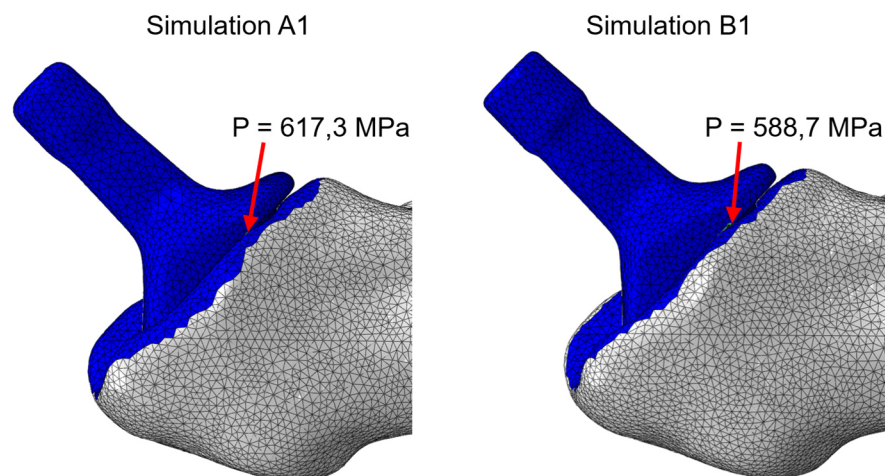 Simulation A1
Simulation B1
P = 617,3 MPa
P = 588,7 MPa